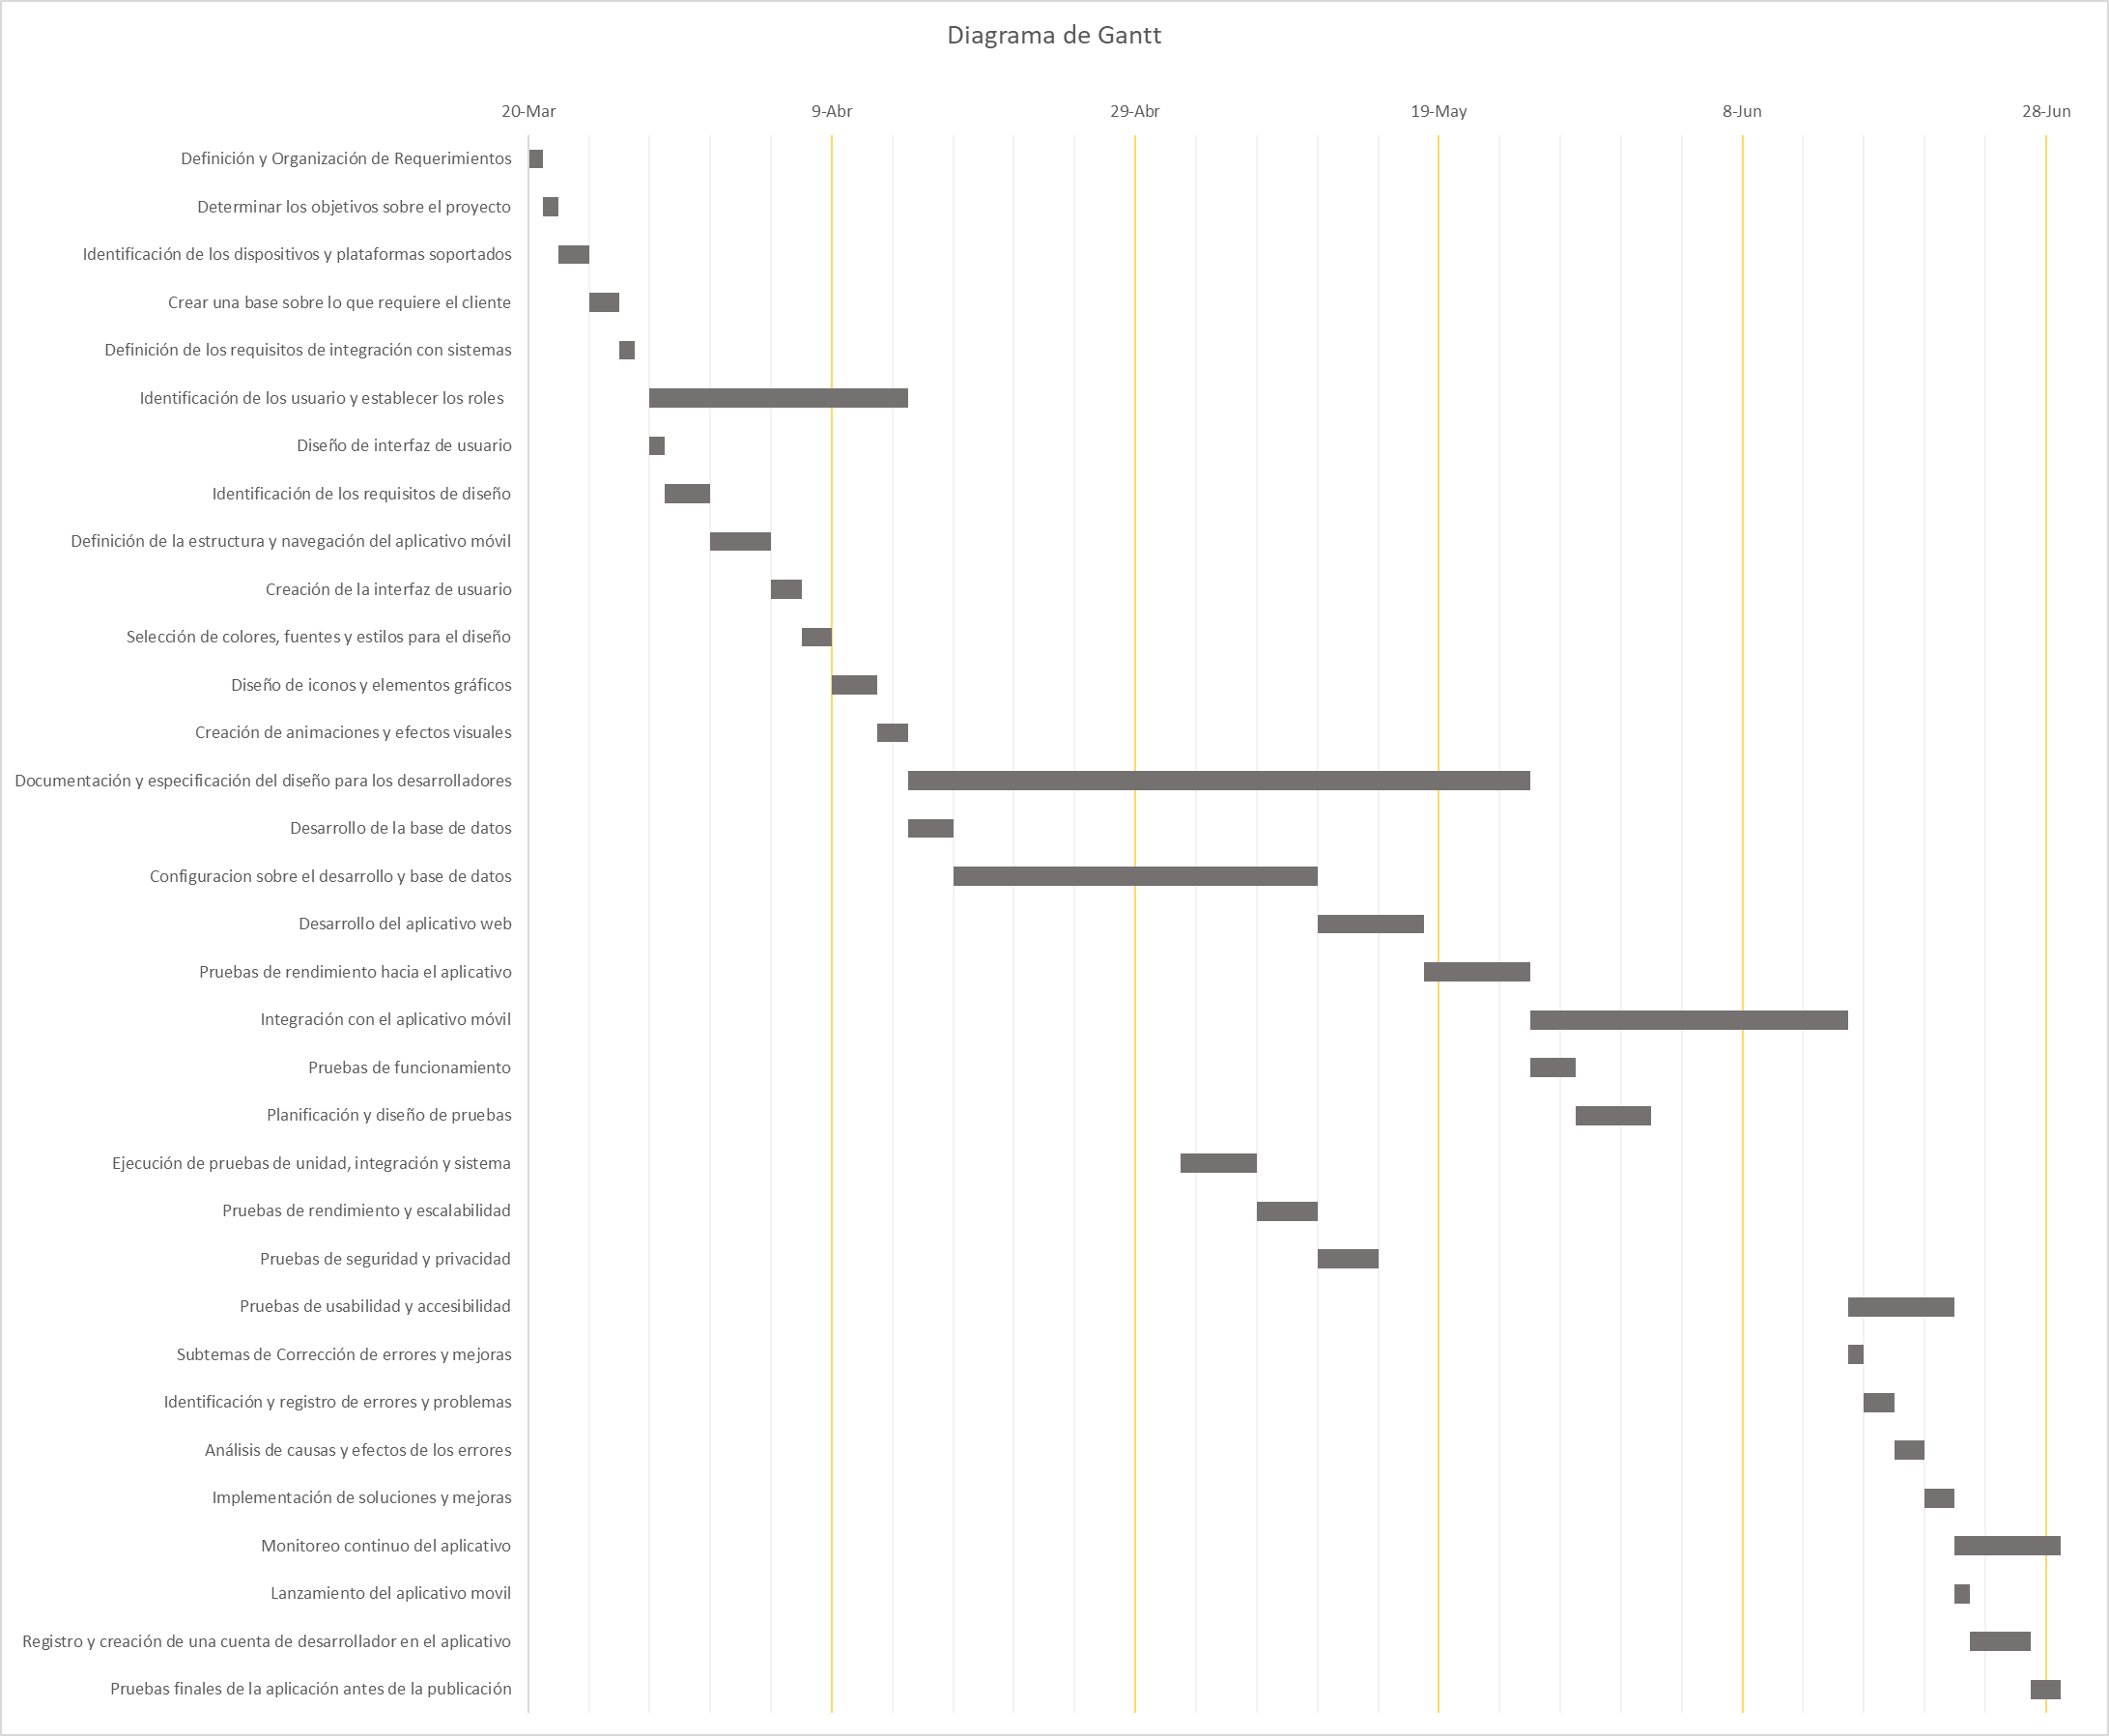 Diagrama de Gantt
20-Mar 9-Abr 29-Abr 19-May 8-Jun 28-Jun
Definición y Organización de Requerimientos
Determinar los objetivos sobre el proyecto
Identificación de los dispositivos y plataformas soportados
Crear una base sobre lo que requiere el cliente
Definición de los requisitos de integración con sistemas
Identificación de los usuario y establecer los roles
Diseño de interfaz de usuario
Identificación de los requisitos de diseño
Definición de la estructura y navegación del aplicativo móvil
Creación de la interfaz de usuario
Selección de colores, fuentes y estilos para el diseño
Diseño de iconos y elementos gráficos
Creación de animaciones y efectos visuales
Documentación y especificación del diseño para los desarrolladores
Desarrollo de la base de datos
Configuracion sobre el desarrollo y base de datos
Desarrollo del aplicativo web
Pruebas de rendimiento hacia el aplicativo
Integración con el aplicativo móvil
Pruebas de funcionamiento
Planificación y diseño de pruebas
Ejecución de pruebas de unidad, integración y sistema
Pruebas de rendimiento y escalabilidad
Pruebas de seguridad y privacidad
Pruebas de usabilidad y accesibilidad
Subtemas de Corrección de errores y mejoras
Identificación y registro de errores y problemas
Análisis de causas y efectos de los errores
Implementación de soluciones y mejoras
Monitoreo continuo del aplicativo
Lanzamiento del aplicativo movil
Registro y creación de una cuenta de desarrollador en el aplicativo
Pruebas finales de la aplicación antes de la publicación